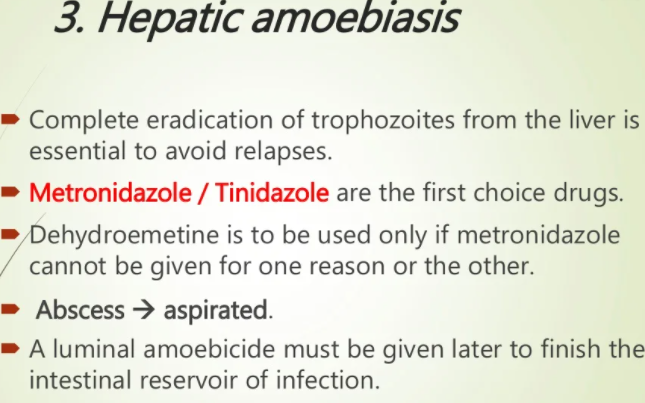 3. Hepatic amoebiasis
Complete eradication of trophozoites from the liver is
essential to avoid relapses.
Metronidazole / Tinidazole are the first choice drugs.
Dehydroemetine is to be used only if metronidazole
cannot be given for one reason or the other.
Abscess → aspirated.
A luminal amoebicide must be given later to finish the
intestinal reservoir of infection.